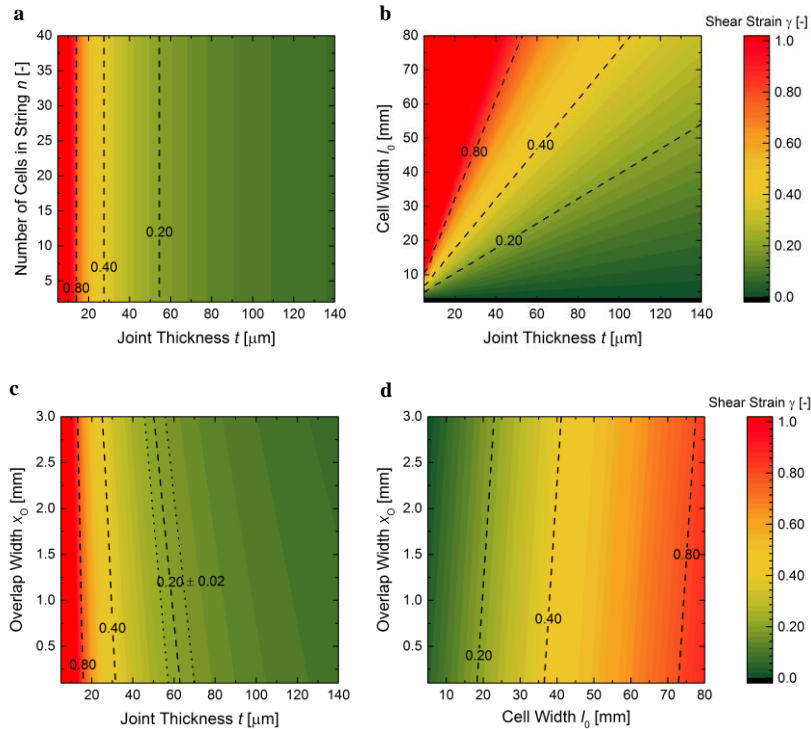 a
Number of Cells in String n [-]
40
35
30
25
20
15
10
5
0.80
0.40
0.20
20 40 60 80 100 120 140
Joint Thickness t [μm]
b
Cell Width l₀ [mm]
80
70
60
50
40
30
20
10
0.80
0.40
0.20
20 40 60 80 100 120 140
Joint Thickness t [μm]
Shear Strain γ [-]
1.0
0.80
0.60
0.40
0.20
0.0
c
Overlap Width x_O [mm]
3.0
2.5
2.0
1.5
1.0
0.5
0.80
0.40
0.20 ± 0.02
20 40 60 80 100 120 140
Joint Thickness t [μm]
d
Overlap Width x_O [mm]
3.0
2.5
2.0
1.5
1.0
0.5
0.20
0.40
0.80
10 20 30 40 50 60 70 80
Cell Width l₀ [mm]
Shear Strain γ [-]
1.0
0.80
0.60
0.40
0.20
0.0